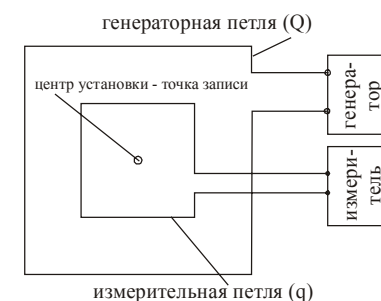 генераторная петля (Q)
центр установки - точка записи
генера-
тор
измери-
тель
измерительная петля (q)